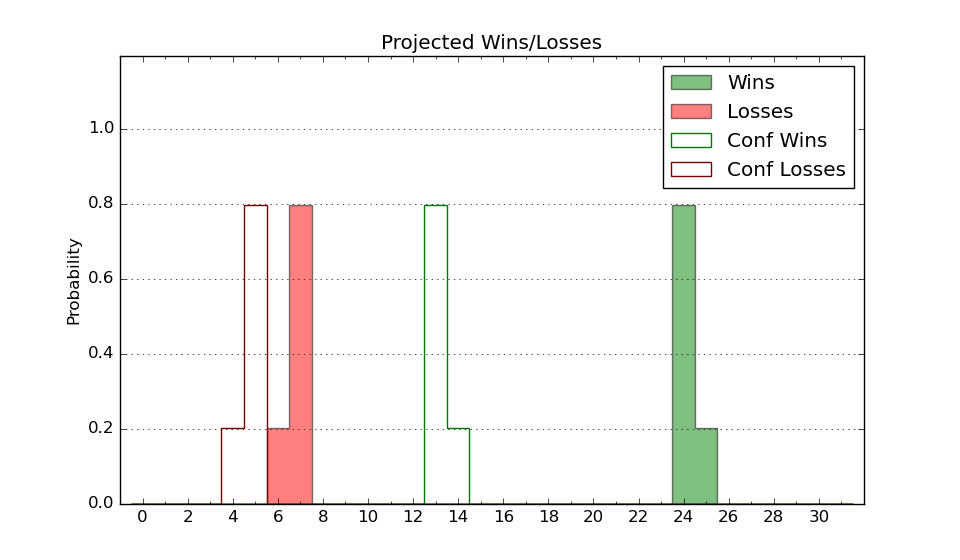 Projected Wins/Losses
Wins
Losses
Conf Wins
Conf Losses
Probability
1.0
0.8
0.6
0.4
0.2
0.0
0 2 4 6 8 10 12 14 16 18 20 22 24 26 28 30